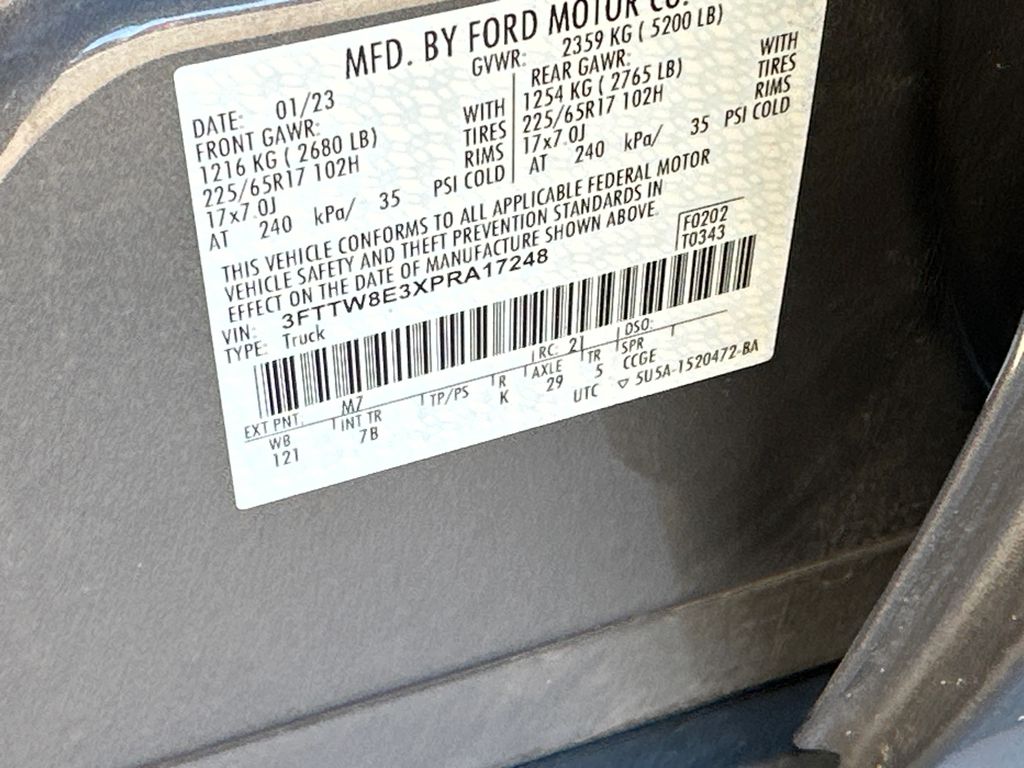 MFD. BY FORD MOTOR CO.
DATE: 01/23 GVWR: 2359 KG ( 5200 LB)
FRONT GAWR: WITH REAR GAWR: WITH
1216 KG ( 2680 LB) TIRES 1254 KG ( 2765 LB) TIRES
225/65R17 102H RIMS 225/65R17 102H RIMS
17x7.0J PSI COLD 17x7.0J PSI COLD
AT 240 kPa/ 35 AT 240 kPa/ 35
THIS VEHICLE CONFORMS TO ALL APPLICABLE FEDERAL MOTOR
VEHICLE SAFETY AND THEFT PREVENTION STANDARDS IN
EFFECT ON THE DATE OF MANUFACTURE SHOWN ABOVE.
VIN: 3FTTW8E3XPRA17248 F0202
TYPE: Truck T0343
EXT PNT: M7 RC: 21 DSO:
WB INT TR TP/PS R AXLE TR SPR
121 7B K 29 5 CCGE
UTC ▽ 5U5A-1520472-BA